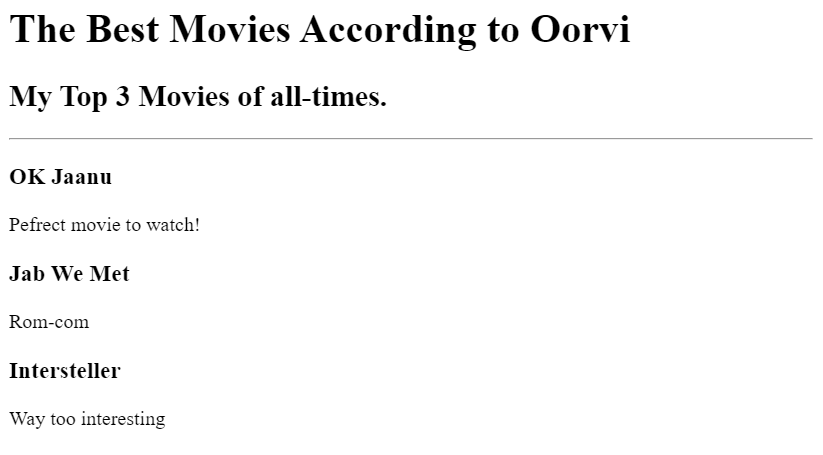 The Best Movies According to Oorvi
My Top 3 Movies of all-times.
OK Jaanu
Pefrect movie to watch!
Jab We Met
Rom-com
Intersteller
Way too interesting